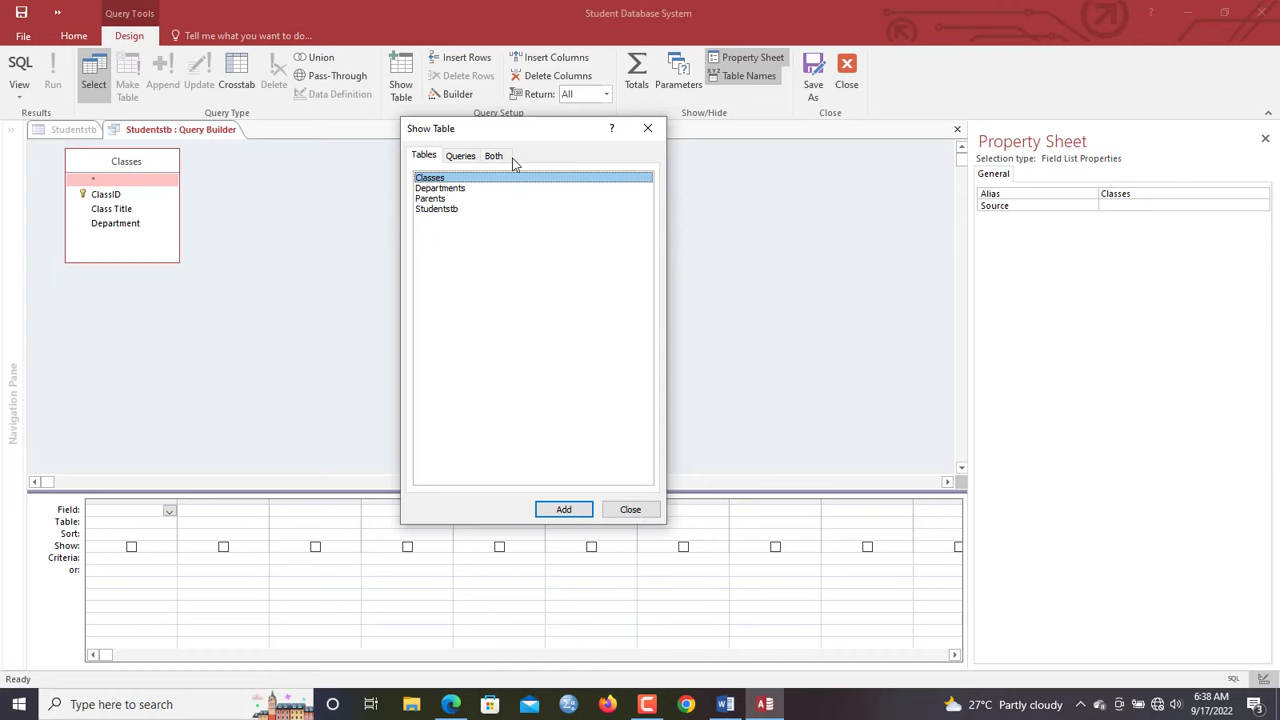 Query Tools
Student Database System
?
File
Home
Design
Tell me what you want to do...
SQL
View
Run
Select
Make Table
Append
Update
Crosstab
Delete
Union
Pass-Through
Data Definition
Show Table
Insert Rows
Delete Rows
Builder
Insert Columns
Delete Columns
Return: All
Totals
Parameters
Property Sheet
Table Names
Save As
Close
Results
Query Type
Query Setup
Show/Hide
Close
Studentstb
Studentstb : Query Builder
Classes
*
ClassID
Class Title
Department
Show Table
?
Tables
Queries
Both
Classes
Departments
Parents
Studentstb
Add
Close
Property Sheet
Selection type: Field List Properties
General
Alias Classes
Source
Navigation Pane
Field:
Table:
Sort:
Show:
Criteria:
or:
Ready
SQL
Type here to search
27°C Partly cloudy
6:38 AM
9/17/2022
3